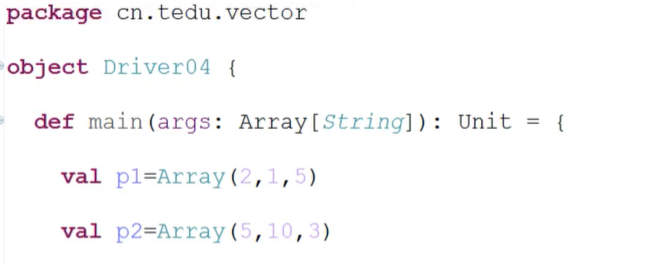 package cn.tedu.vector
object Driver04 {
def main(args: Array[String]): Unit = {
val p1=Array(2,1,5)
val p2=Array(5,10,3)